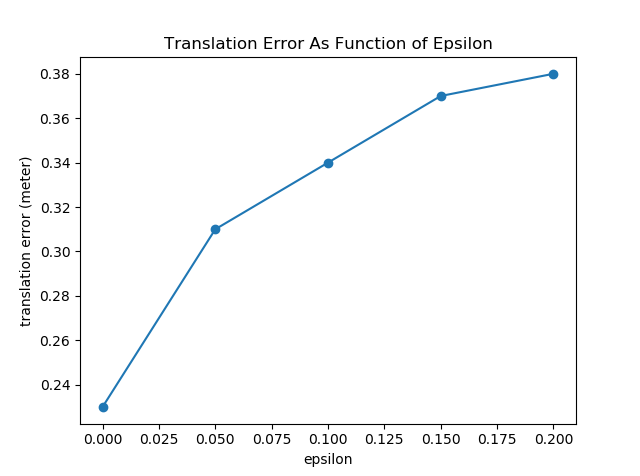 Translation Error As Function of Epsilon
translation error (meter)
0.38
0.36
0.34
0.32
0.30
0.28
0.26
0.24
0.000 0.025 0.050 0.075 0.100 0.125 0.150 0.175 0.200
epsilon